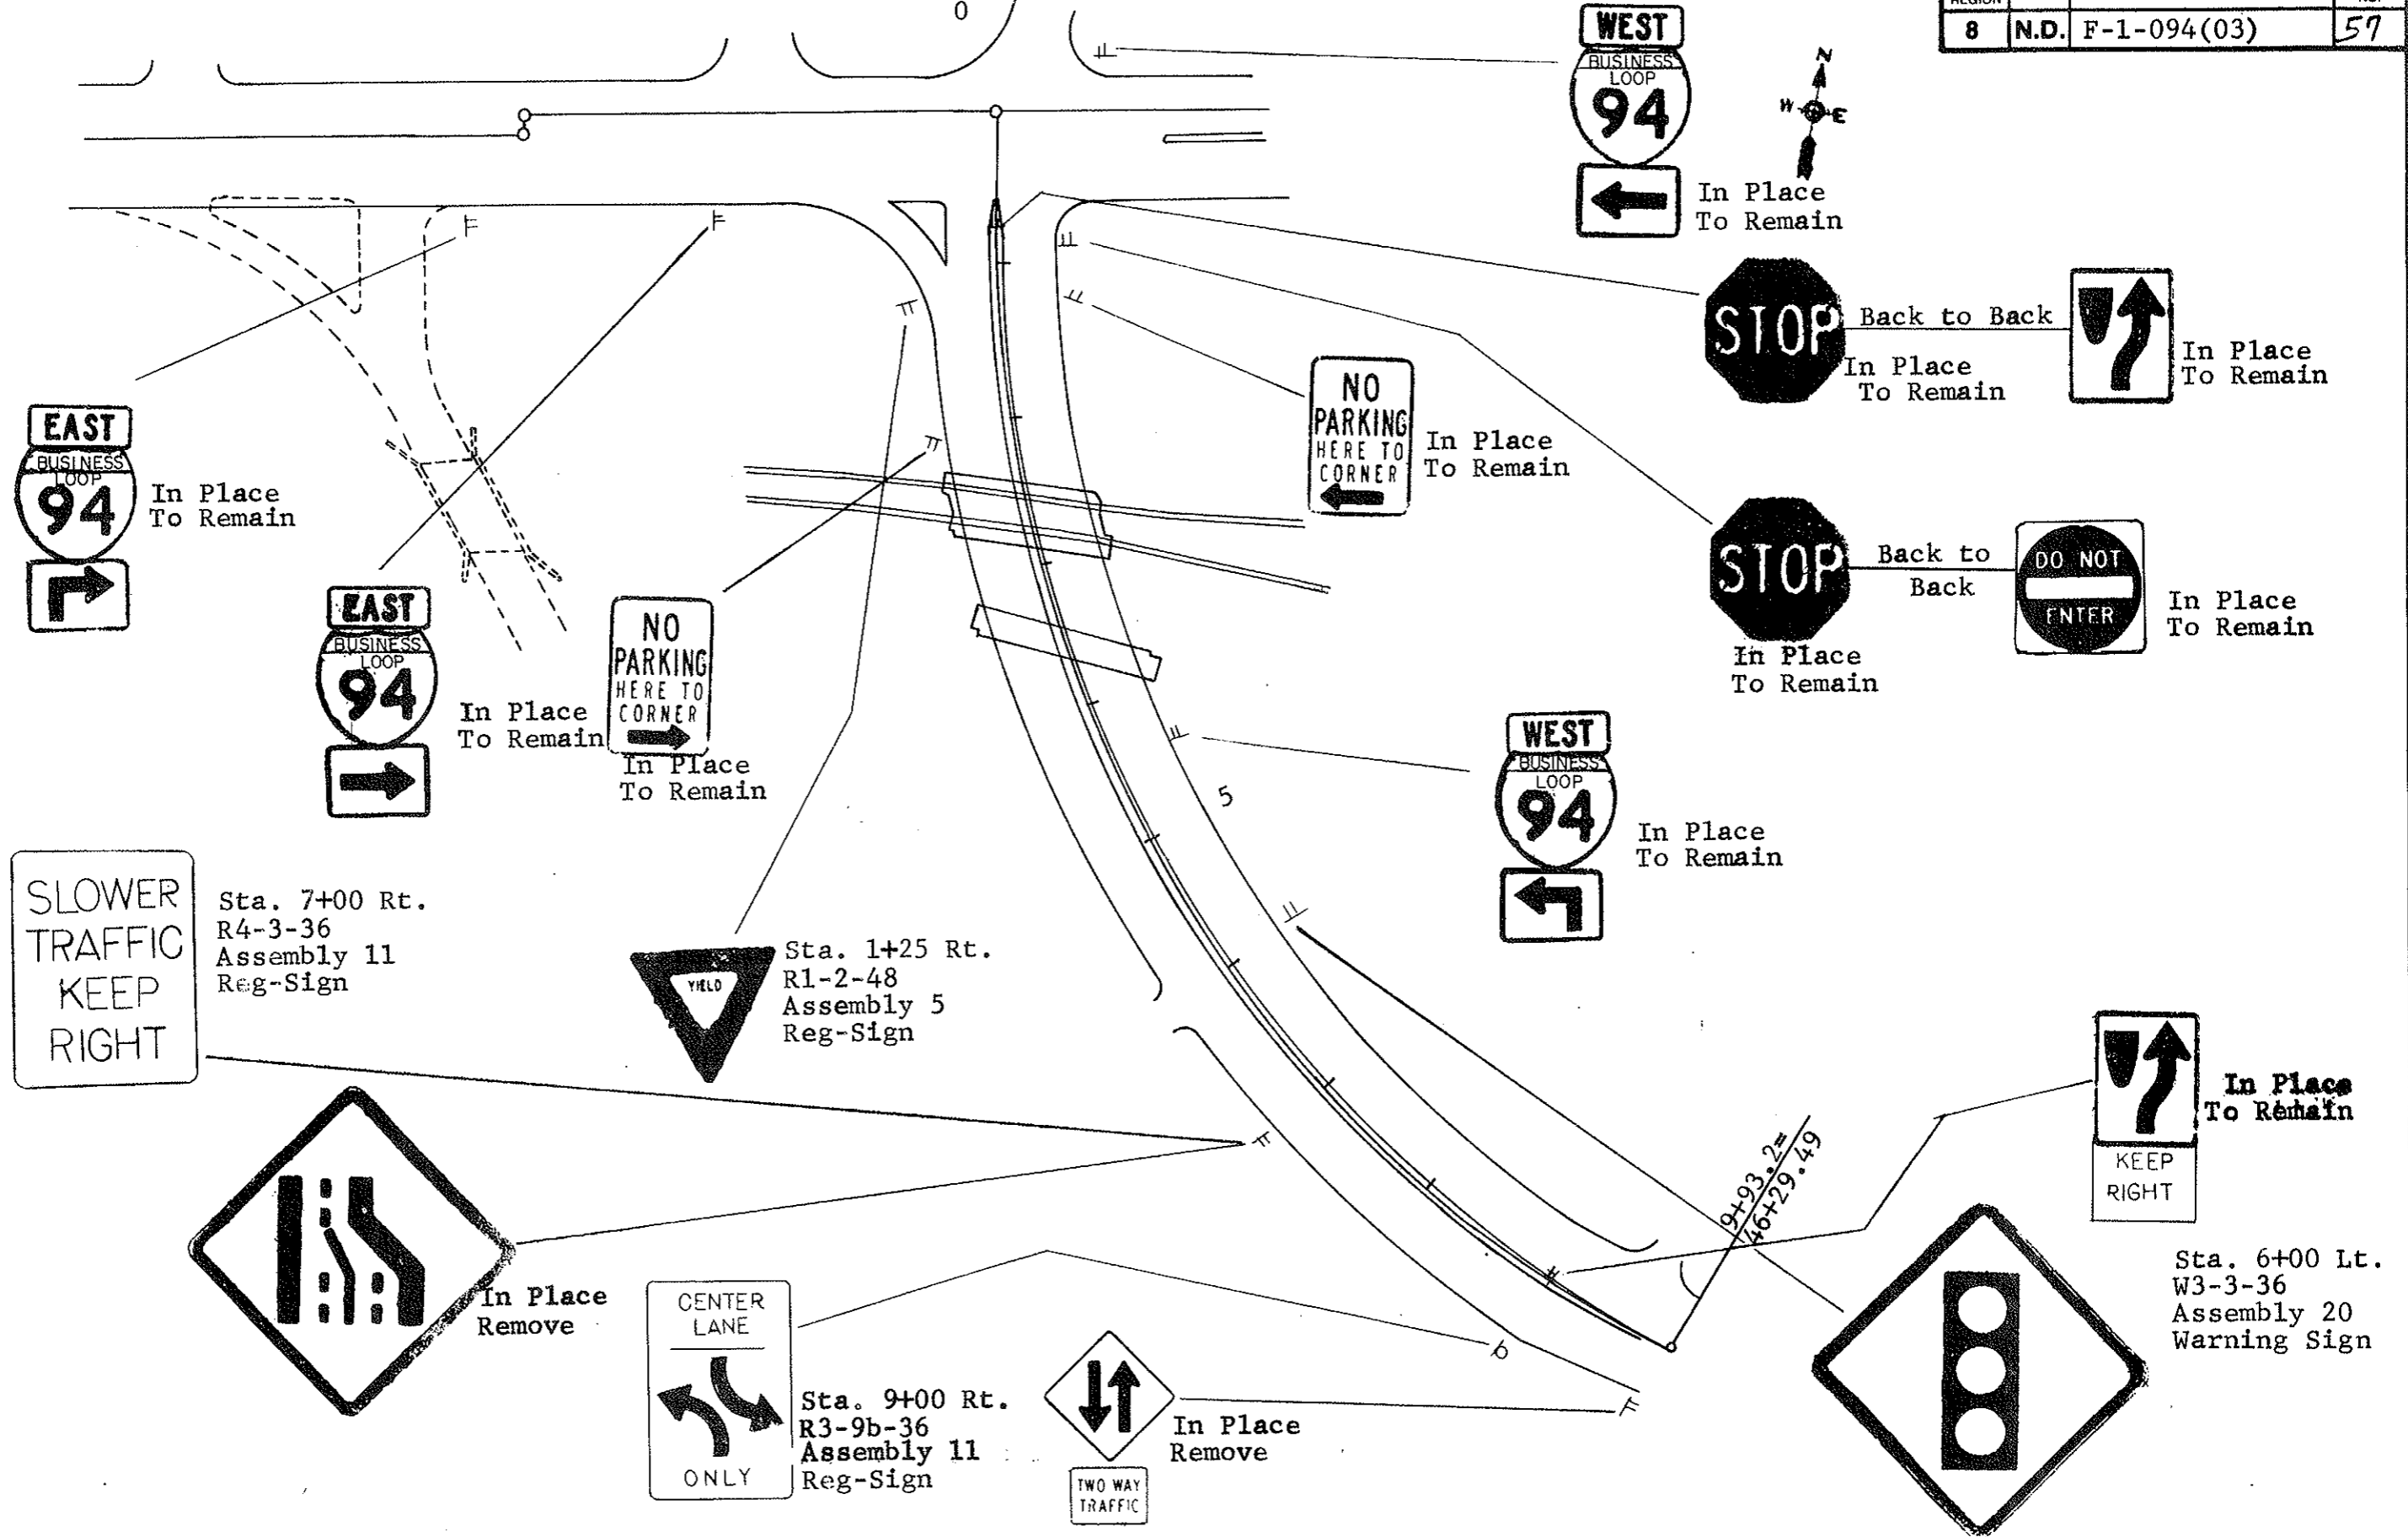 0
REGION
8 N.D. F-1-094(03) 57
WEST
BUSINESS
LOOP
94
In Place
To Remain
N
W E
STOP
Back to Back
In Place
To Remain
In Place
To Remain
NO
PARKING
HERE TO
CORNER
In Place
To Remain
EAST
BUSINESS
LOOP
94
In Place
To Remain
STOP
Back to
Back
DO NOT
ENTER
In Place
To Remain
In Place
To Remain
EAST
BUSINESS
LOOP
94
In Place
To Remain
NO
PARKING
HERE TO
CORNER
In Place
To Remain
WEST
BUSINESS
LOOP
94
In Place
To Remain
5
SLOWER
TRAFFIC
KEEP
RIGHT
Sta. 7+00 Rt.
R4-3-36
Assembly 11
Reg-Sign
YIELD
Sta. 1+25 Rt.
R1-2-48
Assembly 5
Reg-Sign
In Place
To Remain
KEEP
RIGHT
9+93.2=
46+29.49
In Place
Remove
CENTER
LANE
ONLY
Sta. 9+00 Rt.
R3-9b-36
Assembly 11
Reg-Sign
In Place
Remove
TWO WAY
TRAFFIC
Sta. 6+00 Lt.
W3-3-36
Assembly 20
Warning Sign